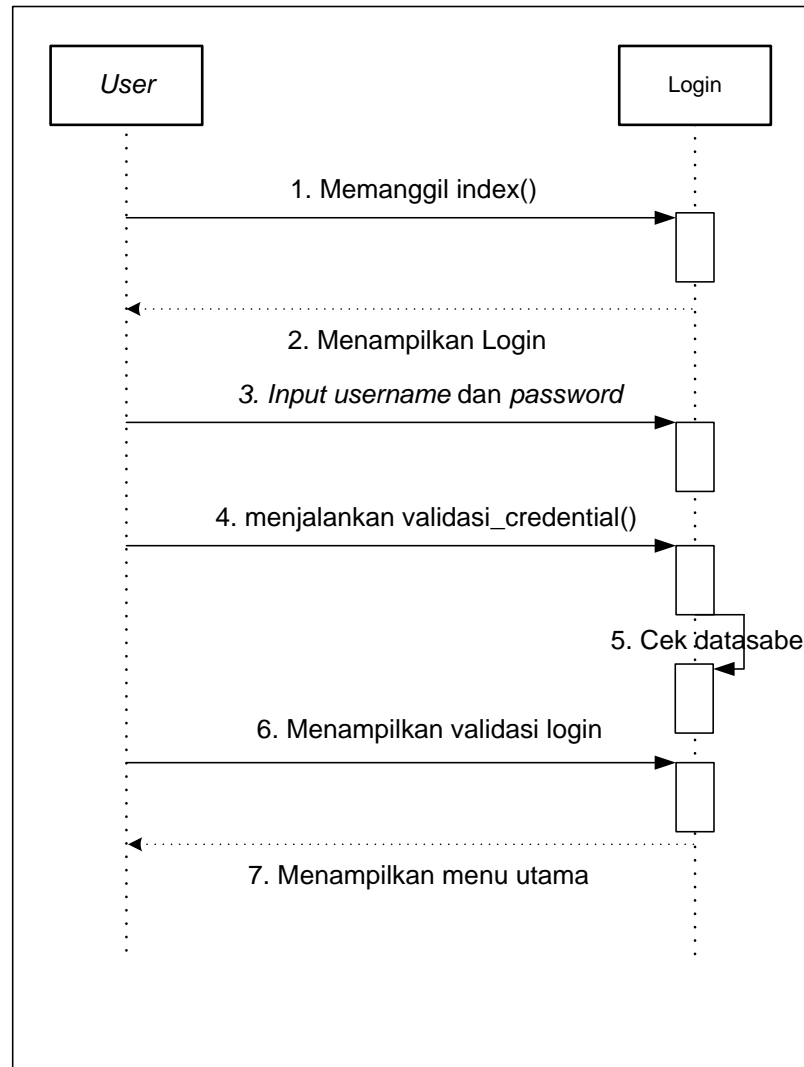 User
Login
1. Memanggil index()
2. Menampilkan Login
3. Input username dan password
4. menjalankan validasi_credential()
5. Cek datasabe
6. Menampilkan validasi login
7. Menampilkan menu utama